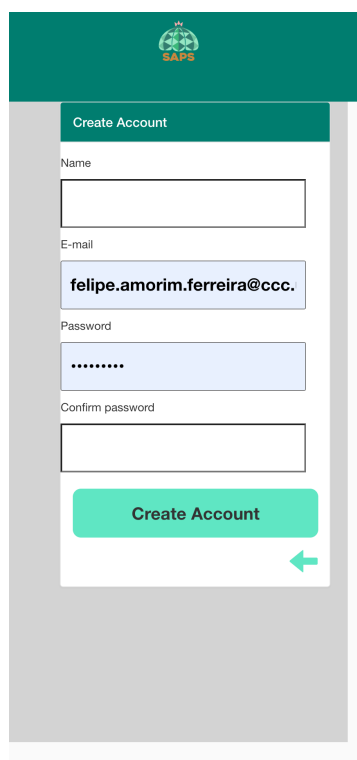 SAPS
Create Account
Name
E-mail
felipe.amorim.ferreira@ccc.
Password
•••••••••
Confirm password
Create Account